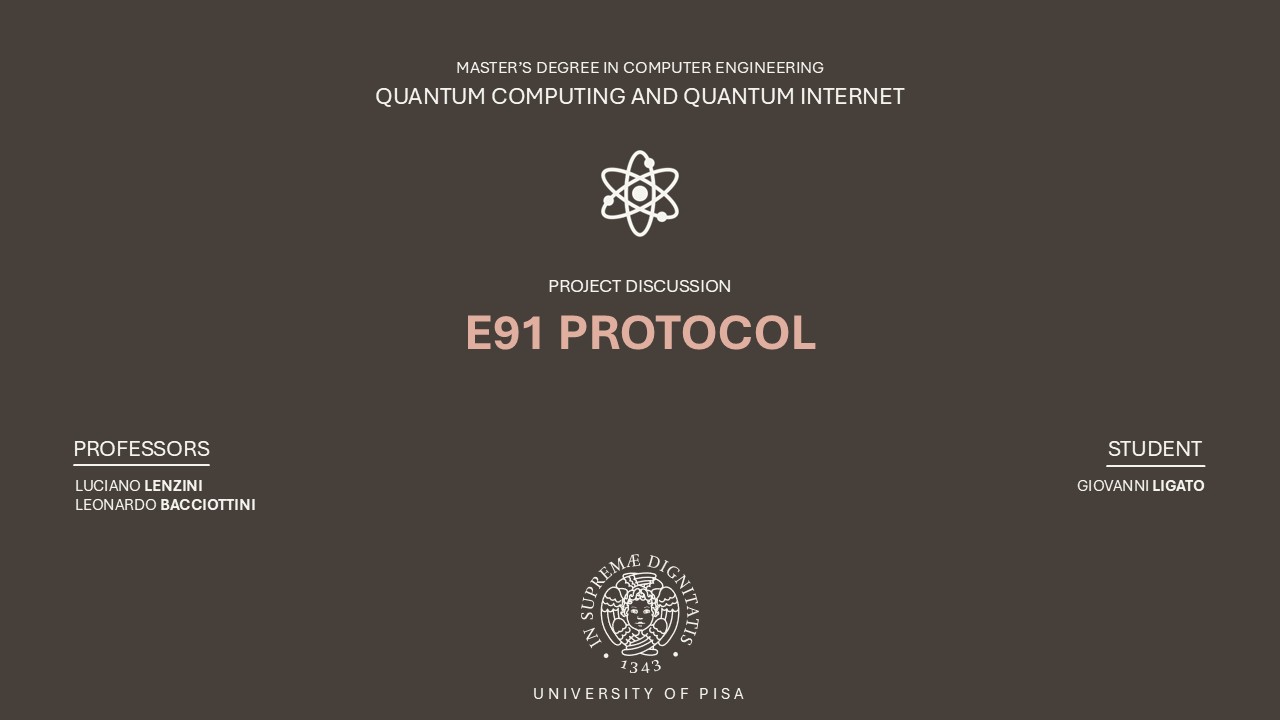 MASTER’S DEGREE IN COMPUTER ENGINEERING
QUANTUM COMPUTING AND QUANTUM INTERNET
PROJECT DISCUSSION
E91 PROTOCOL
PROFESSORS
LUCIANO LENZINI
LEONARDO BACCIOTTINI
STUDENT
GIOVANNI LIGATO
IN SUPREMÆ DIGNITATIS
1343
UNIVERSITY OF PISA